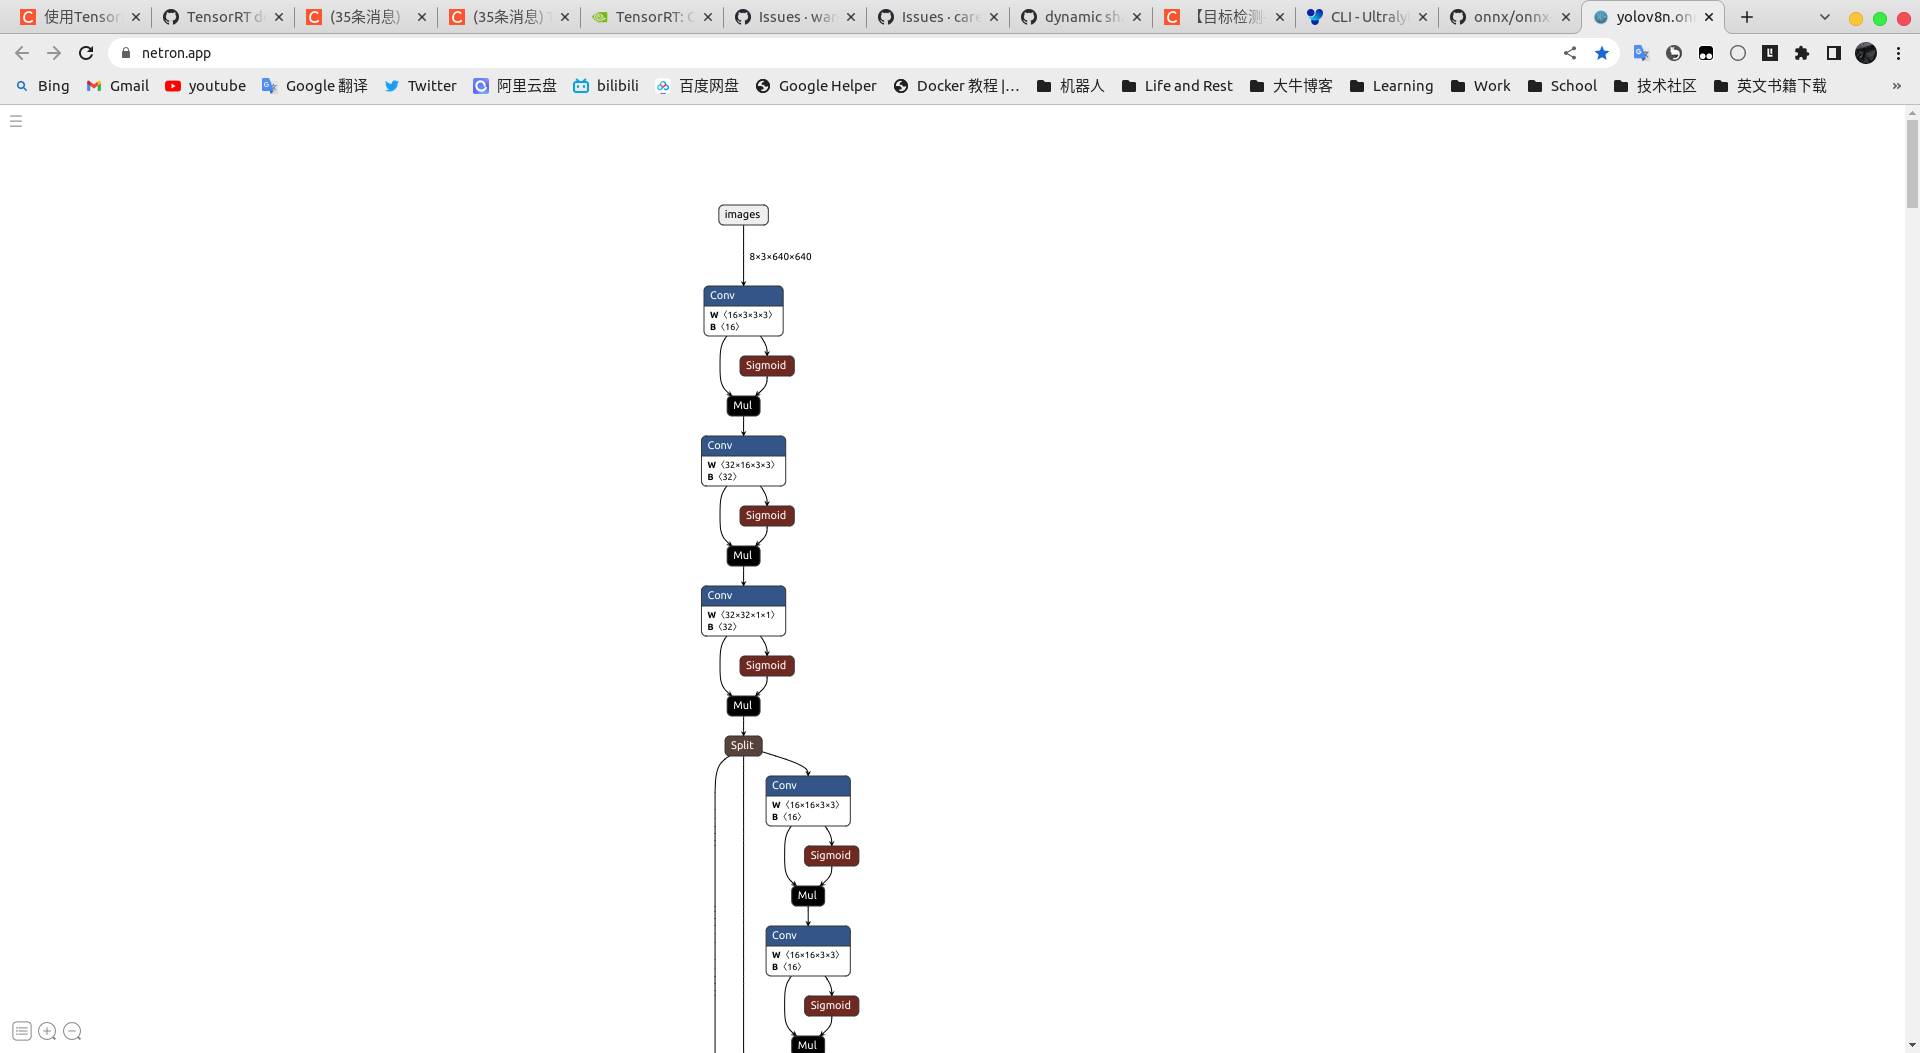 使用Tensor
TensorRT d
(35条消息)
(35条消息) T
TensorRT: C
Issues · wan
Issues · care
dynamic sha
【目标检测
CLI - Ultraly
onnx/onnx
yolov8n.onn
netron.app
Bing
Gmail
youtube
Google 翻译
Twitter
阿里云盘
bilibili
百度网盘
Google Helper
Docker 教程 |...
机器人
Life and Rest
大牛博客
Learning
Work
School
技术社区
英文书籍下载
»
images
8×3×640×640
Conv
W 〈16×3×3×3〉
B 〈16〉
Sigmoid
Mul
Conv
W 〈32×16×3×3〉
B 〈32〉
Sigmoid
Mul
Conv
W 〈32×32×1×1〉
B 〈32〉
Sigmoid
Mul
Split
Conv
W 〈16×16×3×3〉
B 〈16〉
Sigmoid
Mul
Conv
W 〈16×16×3×3〉
B 〈16〉
Sigmoid
Mul